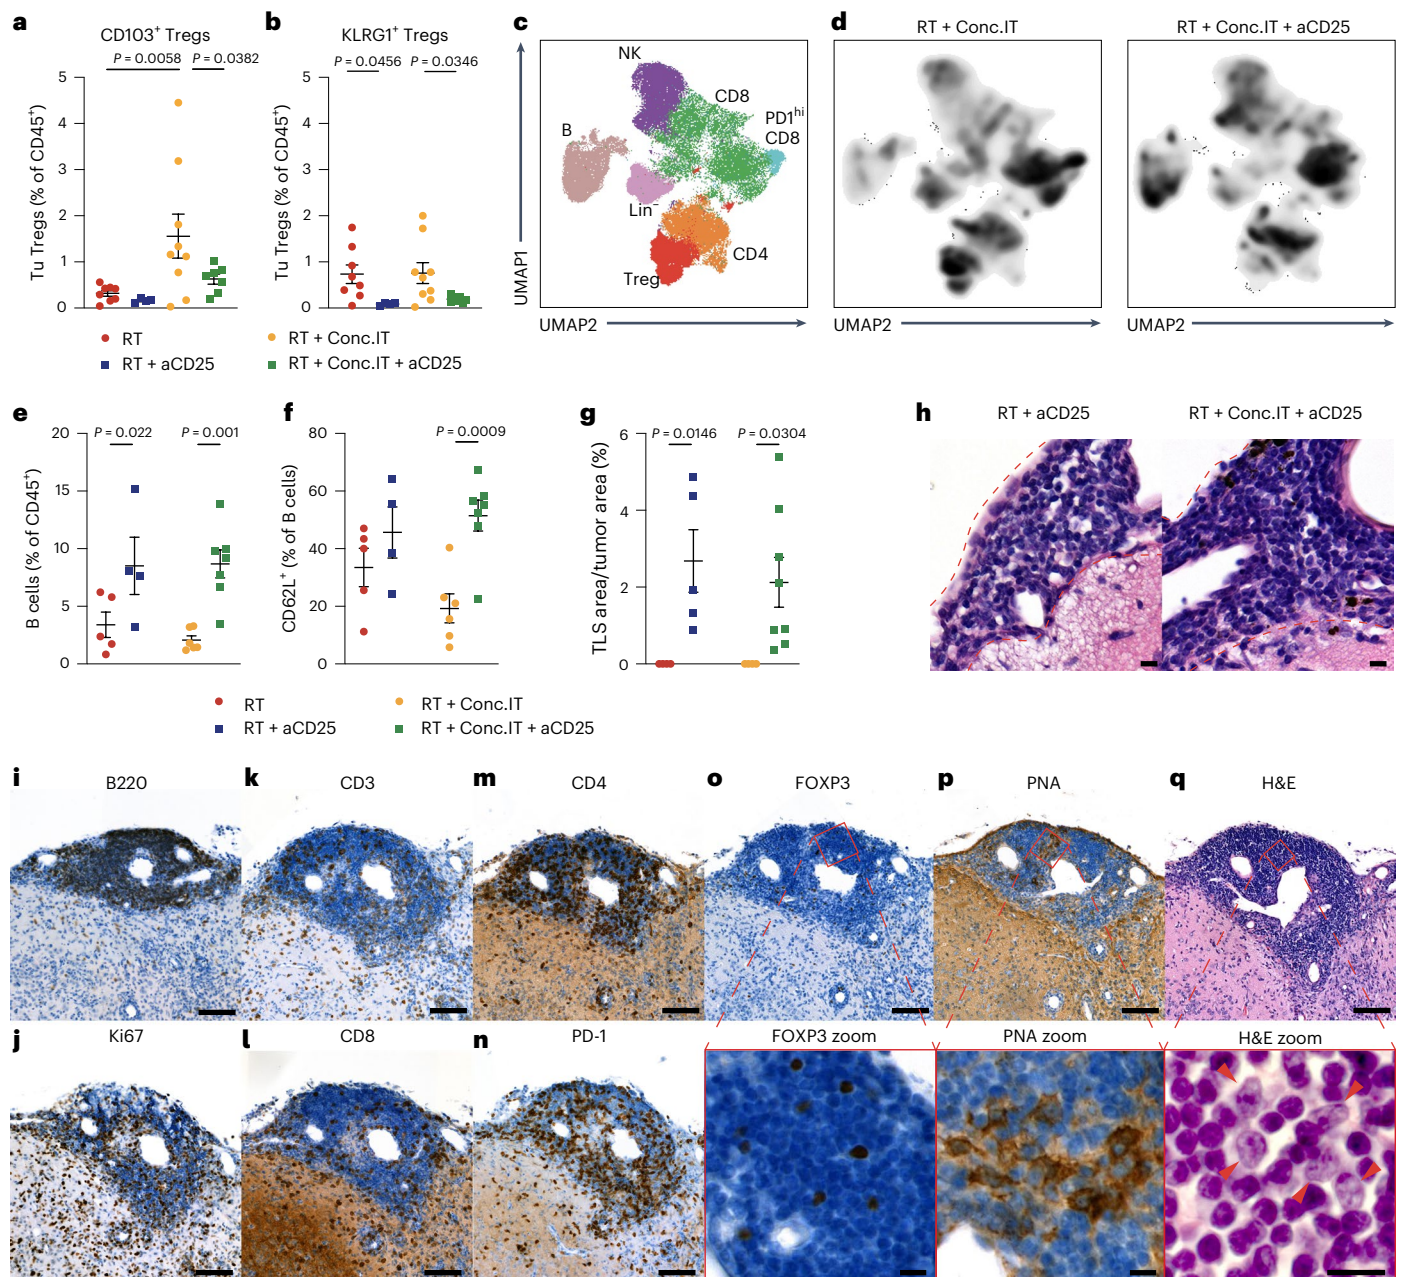 a
CD103+ Tregs
P = 0.0058
P = 0.0382
Tu Tregs (% of CD45+)
5
4
3
2
1
0
b
KLRG1+ Tregs
P = 0.0456
P = 0.0346
Tu Tregs (% of CD45+)
5
4
3
2
1
0
RT
RT + Conc.IT
RT + aCD25
RT + Conc.IT + aCD25
c
NK
CD8
PD1hi
CD8
B
Lin−
CD4
Treg
UMAP1
UMAP2
d
RT + Conc.IT
RT + Conc.IT + aCD25
UMAP2
UMAP2
e
P = 0.022
P = 0.001
B cells (% of CD45+)
20
15
10
5
0
f
P = 0.0009
CD62L+ (% of B cells)
80
60
40
20
0
g
P = 0.0146
P = 0.0304
TLS area/tumor area (%)
6
4
2
0
RT
RT + Conc.IT
RT + aCD25
RT + Conc.IT + aCD25
h
RT + aCD25
RT + Conc.IT + aCD25
i
B220
k
CD3
m
CD4
o
FOXP3
p
PNA
q
H&E
j
Ki67
l
CD8
n
PD-1
FOXP3 zoom
PNA zoom
H&E zoom